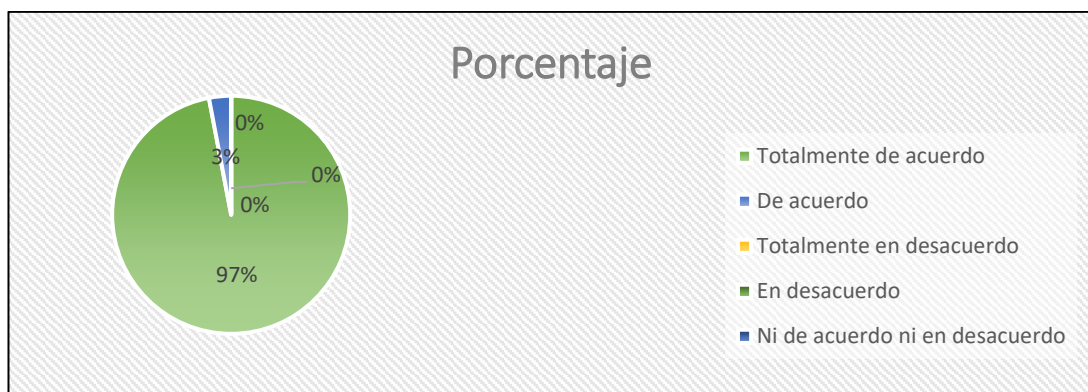 Porcentaje
0%
3%
0%
0%
97%
Totalmente de acuerdo
De acuerdo
Totalmente en desacuerdo
En desacuerdo
Ni de acuerdo ni en desacuerdo